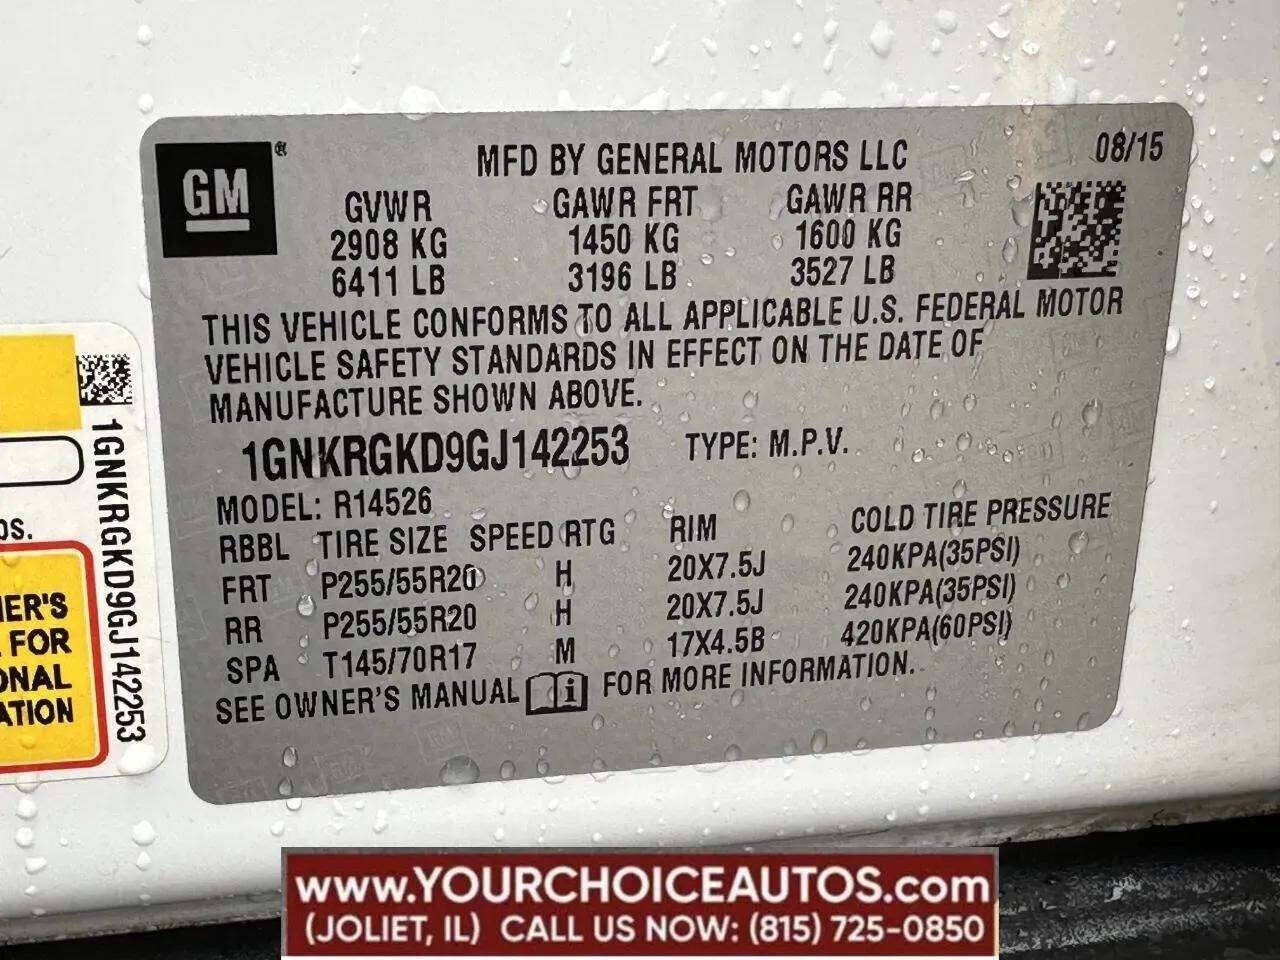 GM®
MFD BY GENERAL MOTORS LLC
08/15
GVWR GAWR FRT GAWR RR
2908 KG 1450 KG 1600 KG
6411 LB 3196 LB 3527 LB
THIS VEHICLE CONFORMS TO ALL APPLICABLE U.S. FEDERAL MOTOR
VEHICLE SAFETY STANDARDS IN EFFECT ON THE DATE OF
MANUFACTURE SHOWN ABOVE.
1GNKRGKD9GJ142253 TYPE: M.P.V.
MODEL: R14526
RBBL TIRE SIZE SPEED RTG RIM COLD TIRE PRESSURE
FRT P255/55R20 H 20X7.5J 240KPA(35PSI)
RR P255/55R20 H 20X7.5J 240KPA(35PSI)
SPA T145/70R17 M 17X4.5B 420KPA(60PSI)
SEE OWNER'S MANUAL i FOR MORE INFORMATION.
1GNKRGKD9GJ142253
FOR
www.YOURCHOICEAUTOS.com
(JOLIET, IL) CALL US NOW: (815) 725-0850